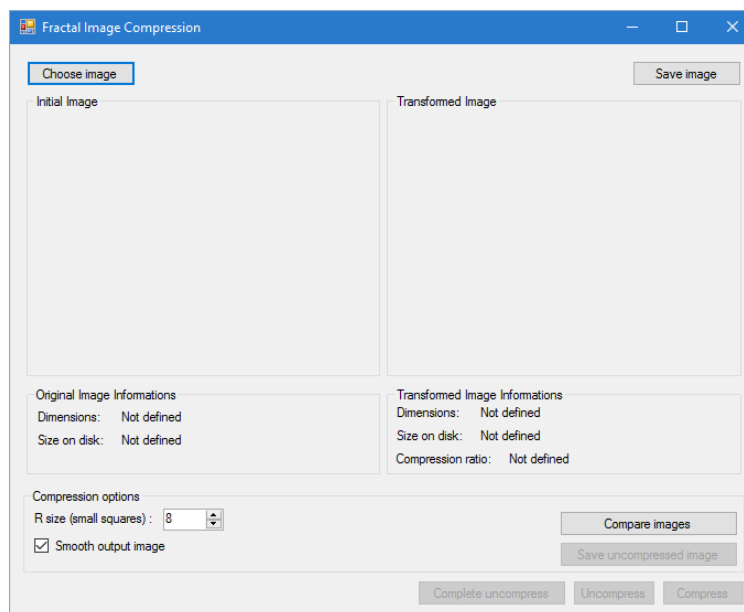 Fractal Image Compression
Choose image
Save image
Initial Image
Transformed Image
Original Image Informations
Dimensions: Not defined
Size on disk: Not defined
Transformed Image Informations
Dimensions: Not defined
Size on disk: Not defined
Compression ratio: Not defined
Compression options
R size (small squares) : 8
Smooth output image
Compare images
Save uncompressed image
Complete uncompress
Uncompress
Compress